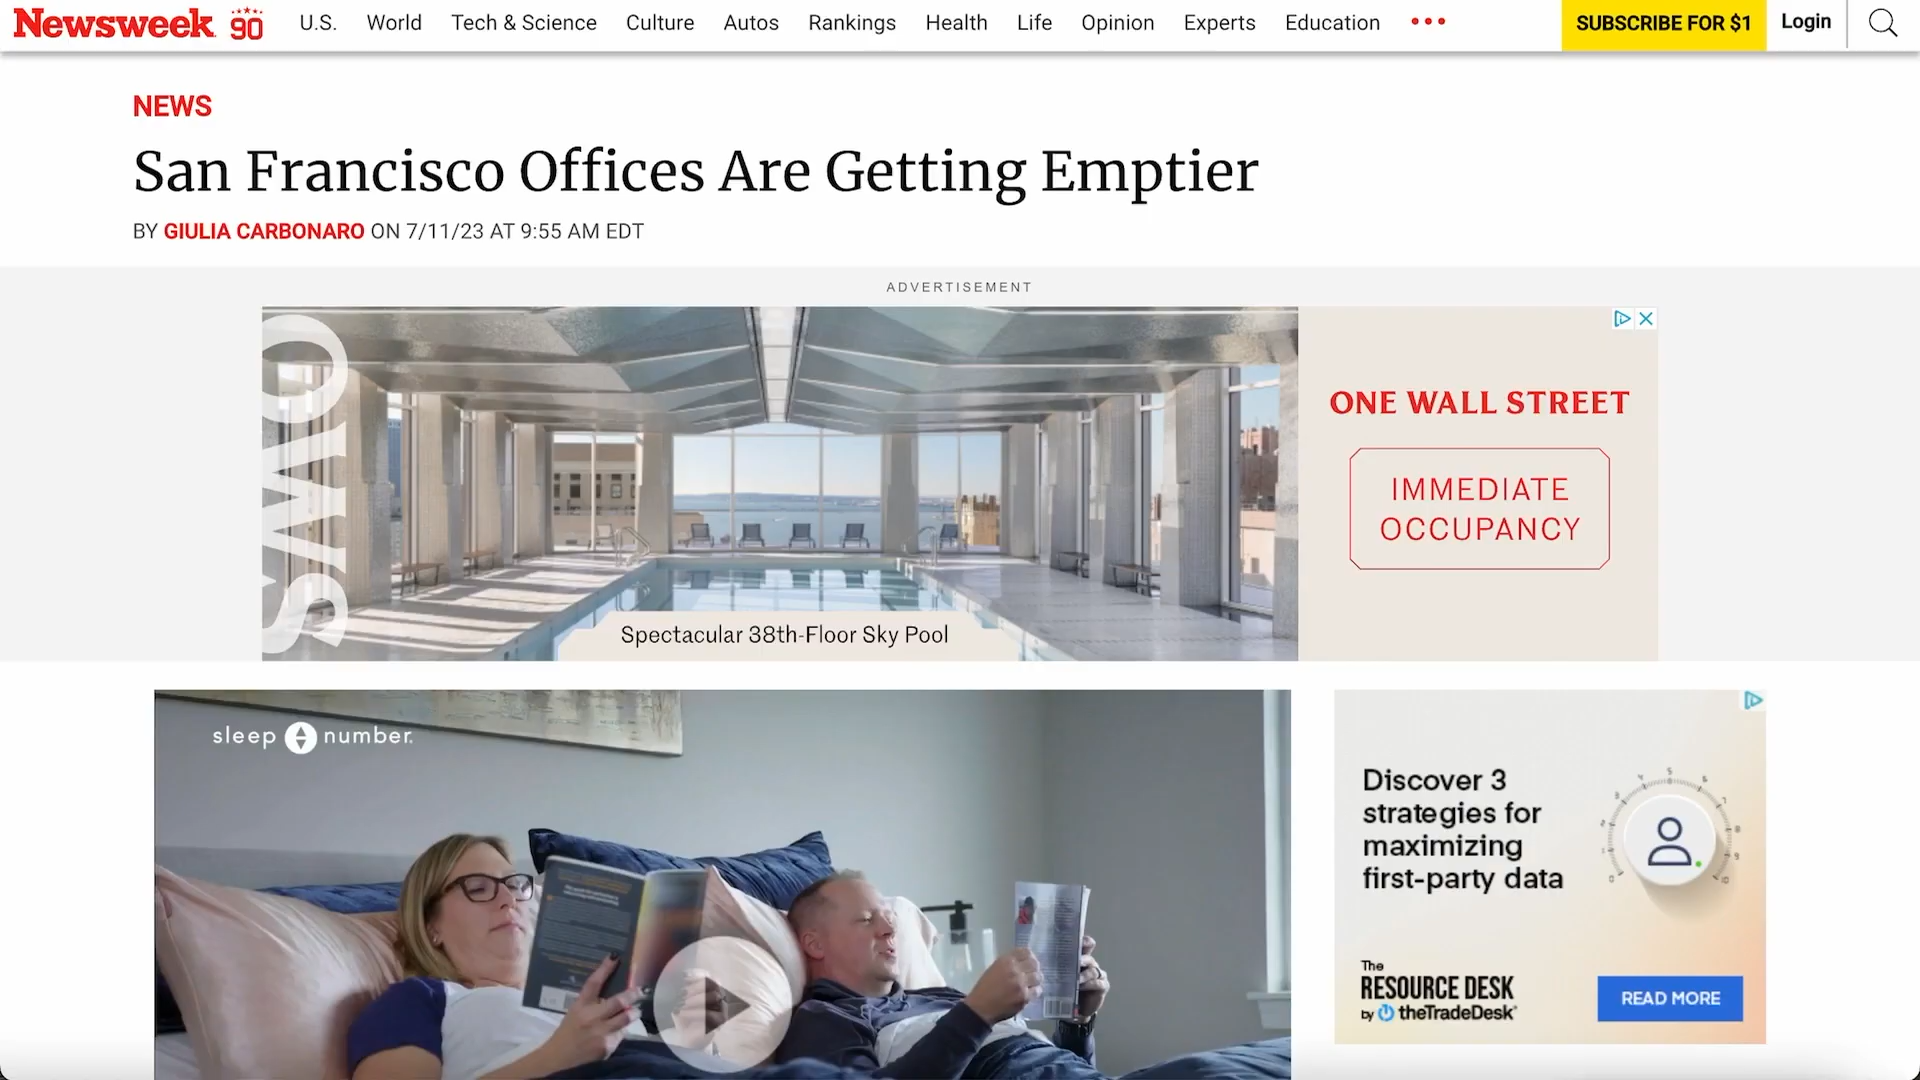 Newsweek 90 U.S. World Tech & Science Culture Autos Rankings Health Life Opinion Experts Education SUBSCRIBE FOR $1 Login
NEWS
San Francisco Offices Are Getting Emptier
BY GIULIA CARBONARO ON 7/11/23 AT 9:55 AM EDT
ADVERTISEMENT
OWS
ONE WALL STREET
IMMEDIATE
OCCUPANCY
Spectacular 38th-Floor Sky Pool
sleep number.
Discover 3
strategies for
maximizing
first-party data
The
RESOURCE DESK
by theTradeDesk
READ MORE